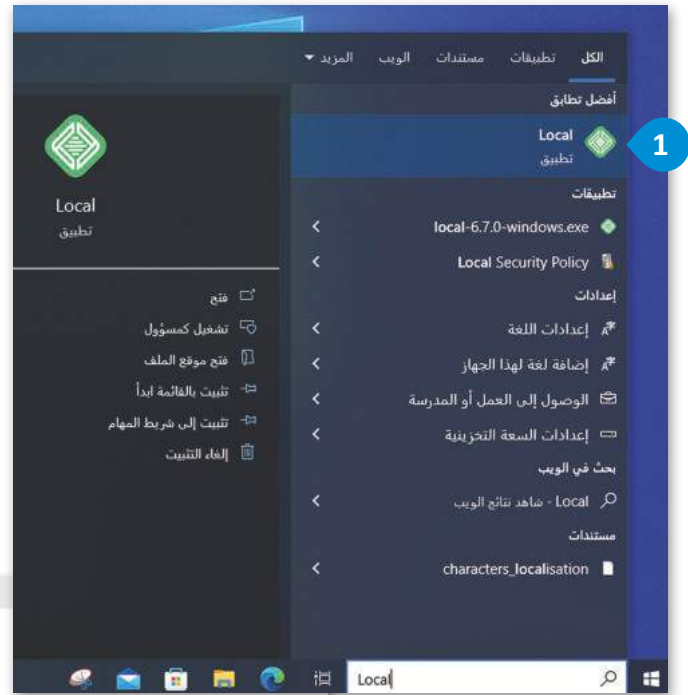 الكل تطبيقات مستندات الويب المزيد
أفضل تطابق
Local
تطبيق
1
تطبيقات
local-6.7.0-windows.exe
Local Security Policy
إعدادات
إعدادات اللغة
إضافة لغة لهذا الجهاز
الوصول إلى العمل أو المدرسة
إعدادات السعة التخزينية
بحث في الويب
Local - شاهد نتائج الويب
مستندات
characters_localisation
Local
تطبيق
فتح
تشغيل كمسؤول
فتح موقع الملف
تثبيت بالقائمة ابدأ
تثبيت إلى شريط المهام
إلغاء التثبيت
Local